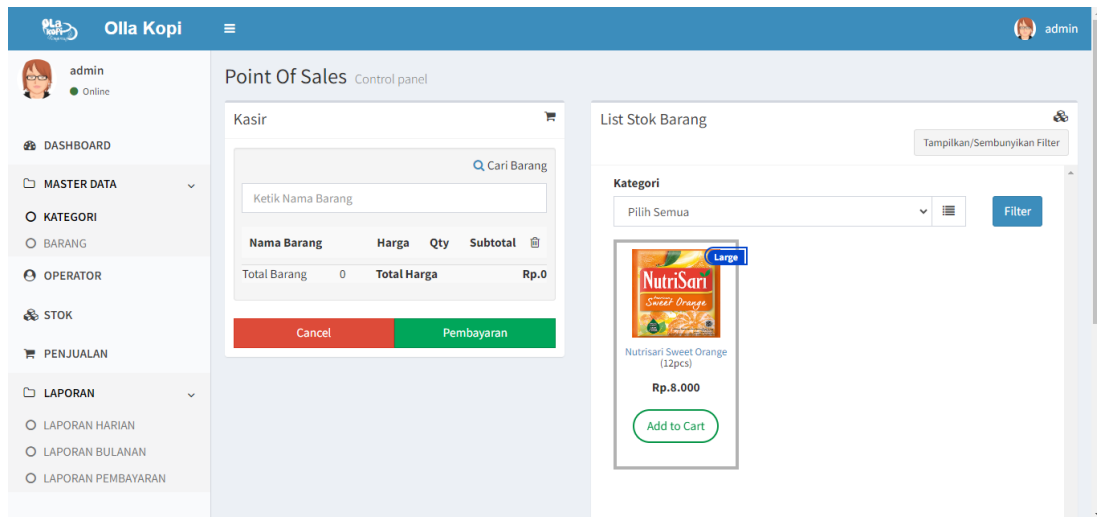 OLa
KOPI
Olla Kopi
admin
admin
Online
DASHBOARD
MASTER DATA
KATEGORI
BARANG
OPERATOR
STOK
PENJUALAN
LAPORAN
LAPORAN HARIAN
LAPORAN BULANAN
LAPORAN PEMBAYARAN
Point Of Sales Control panel
Kasir
Cari Barang
Ketik Nama Barang
Nama Barang Harga Qty Subtotal
Total Barang 0 Total Harga Rp.0
Cancel Pembayaran
List Stok Barang
Tampilkan/Sembunyikan Filter
Kategori
Pilih Semua Filter
Large
NutriSari
Sweet Orange
Nutrisari Sweet Orange
(12pcs)
Rp.8.000
Add to Cart